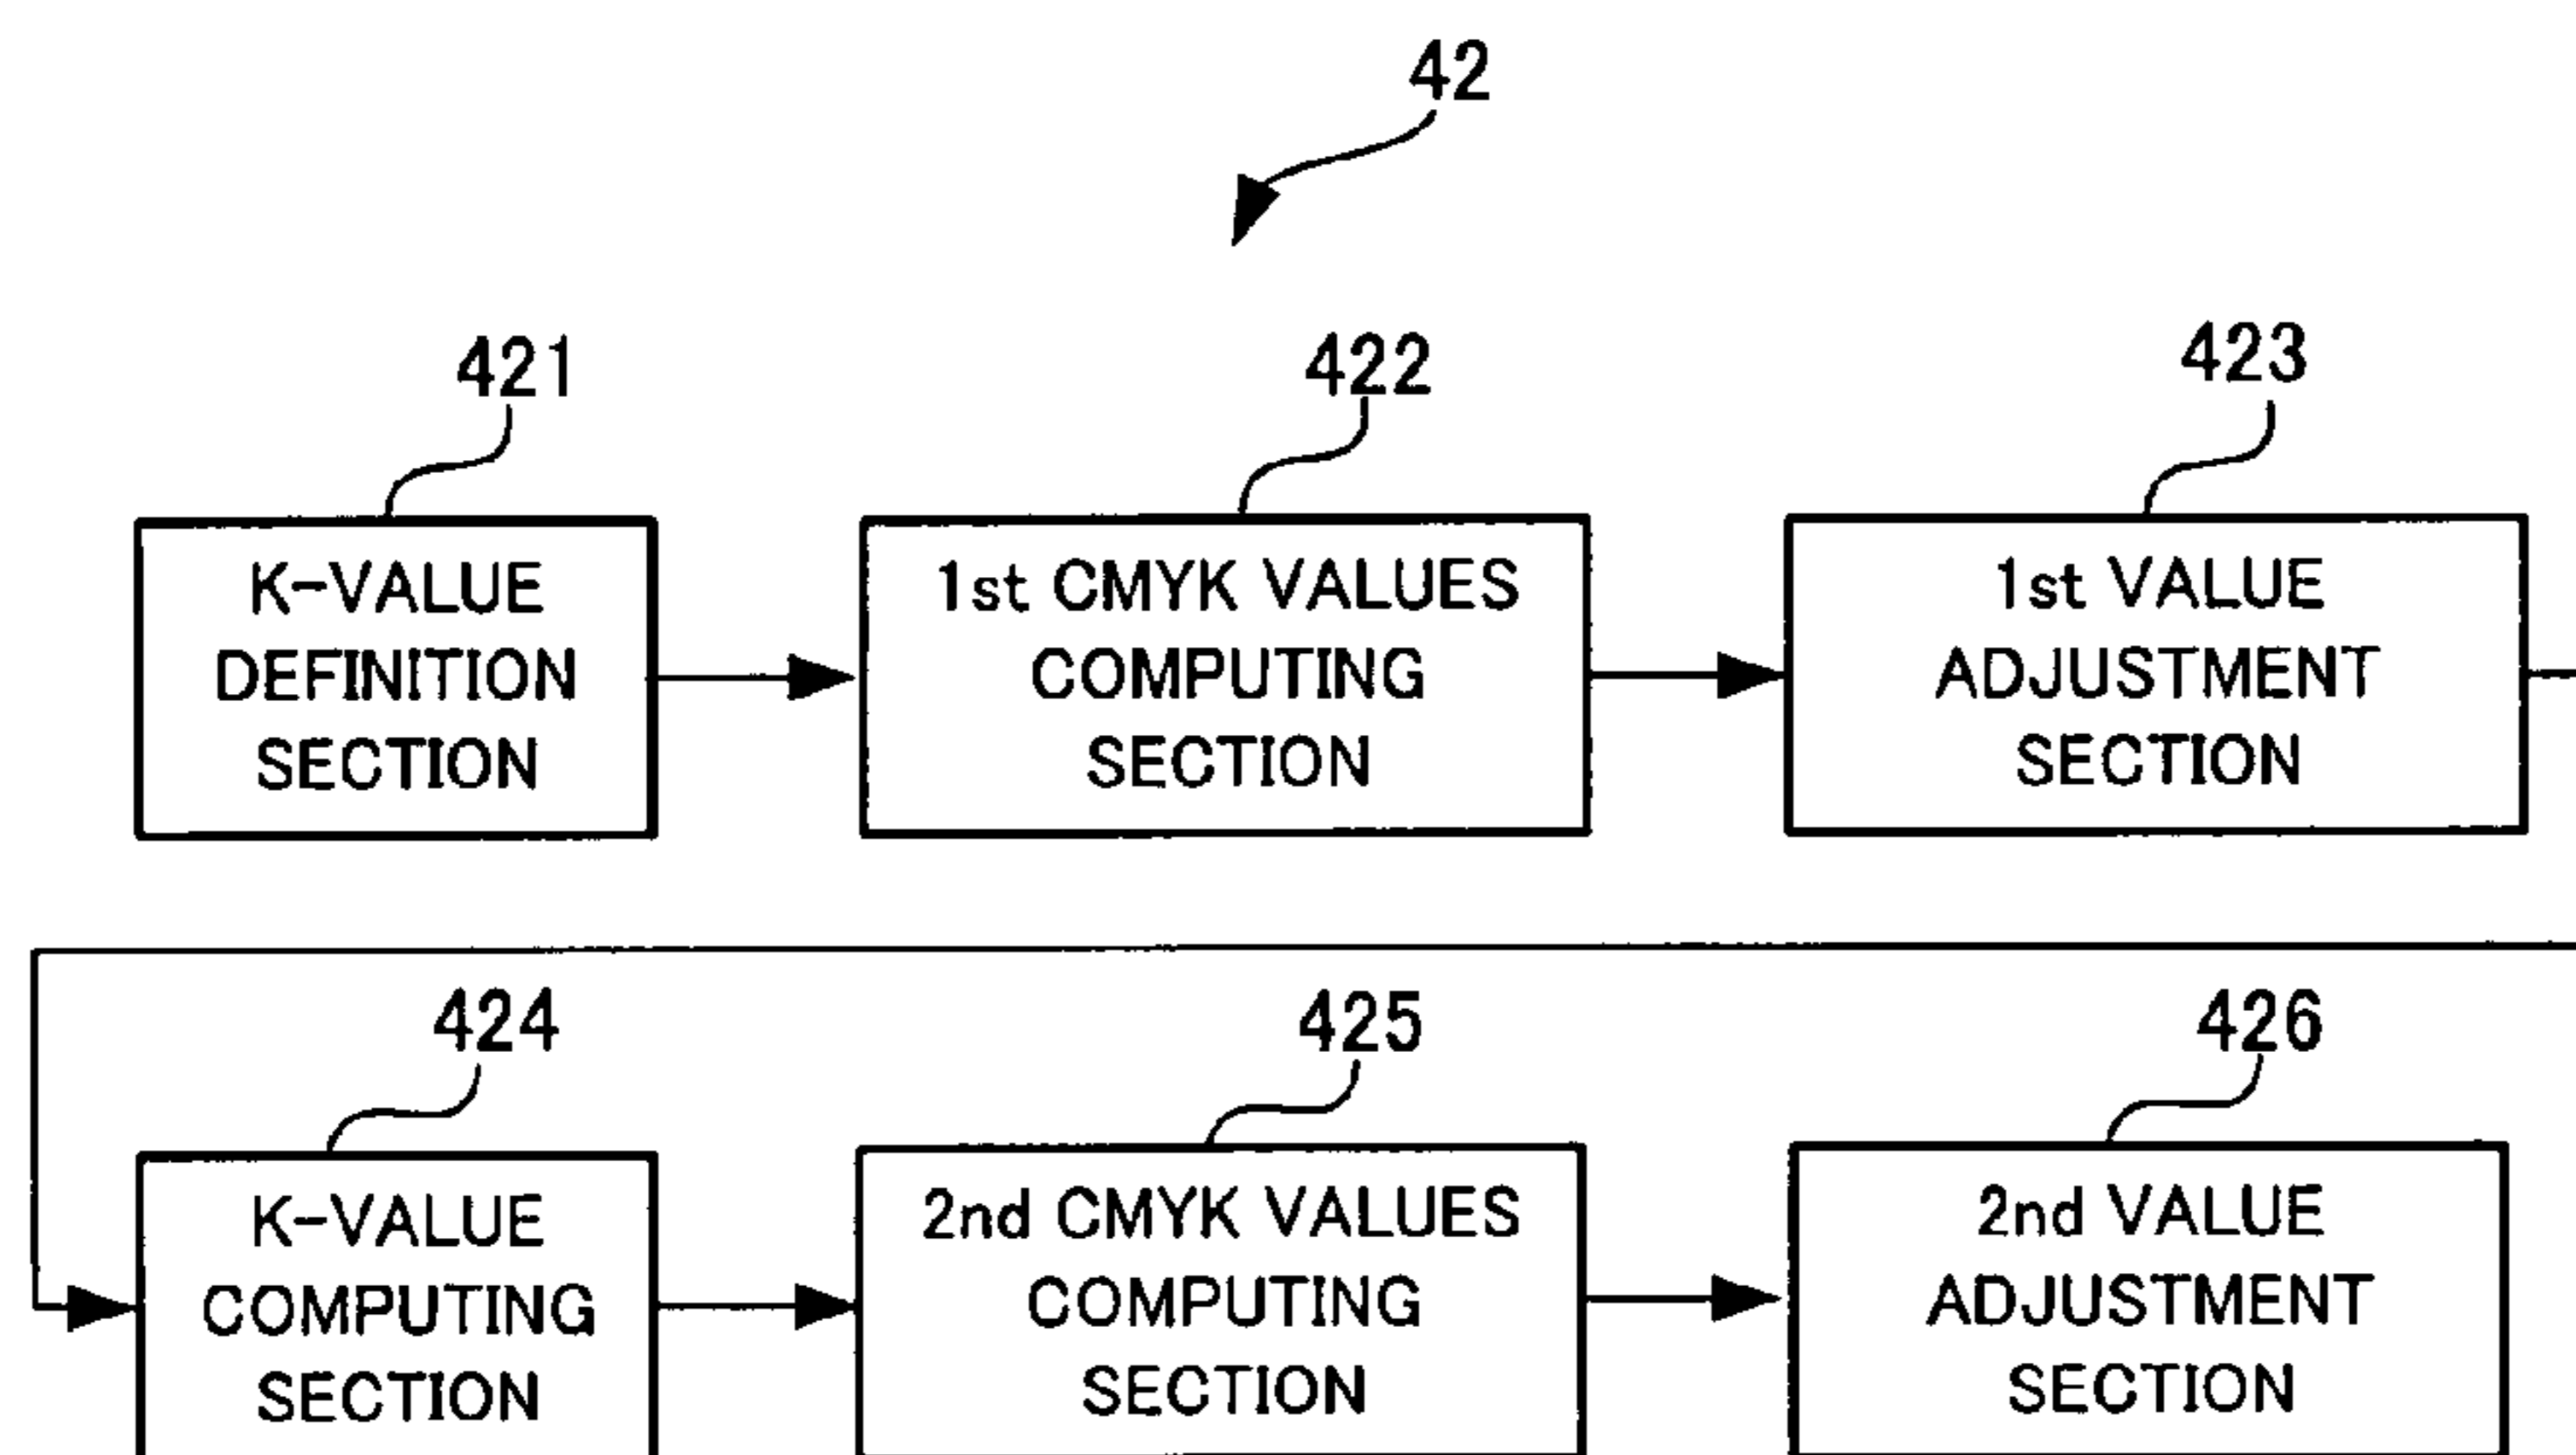 42
421
422
423
K-VALUE
DEFINITION
SECTION
1st CMYK VALUES
COMPUTING
SECTION
1st VALUE
ADJUSTMENT
SECTION
424
425
426
K-VALUE
COMPUTING
SECTION
2nd CMYK VALUES
COMPUTING
SECTION
2nd VALUE
ADJUSTMENT
SECTION